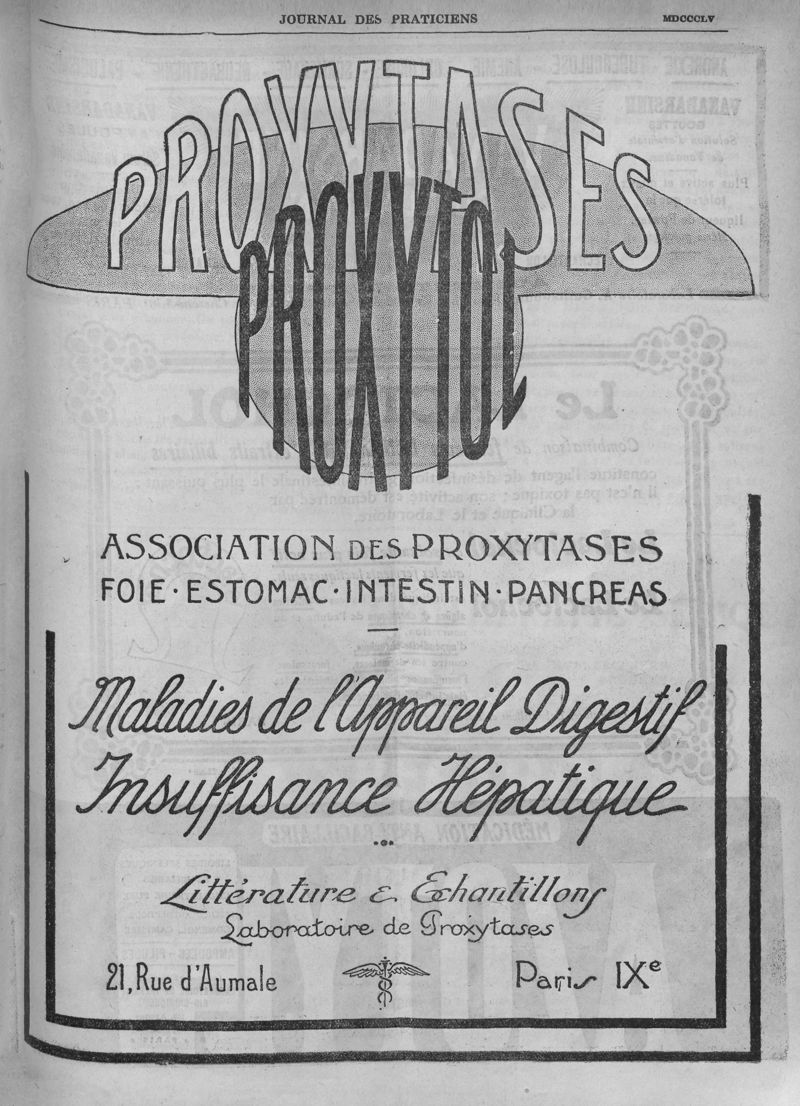 JOURNAL DES PRATICIENS
MDCCCLV
PROXYTASES
PROXYTOL
ASSOCIATION DES PROXYTASES
FOIE · ESTOMAC · INTESTIN · PANCREAS
Maladies de l'Appareil Digestif
Insuffisance Hépatique
Littérature & Echantillons
Laboratoire de Proxytases
21, Rue d'Aumale
Paris IXe